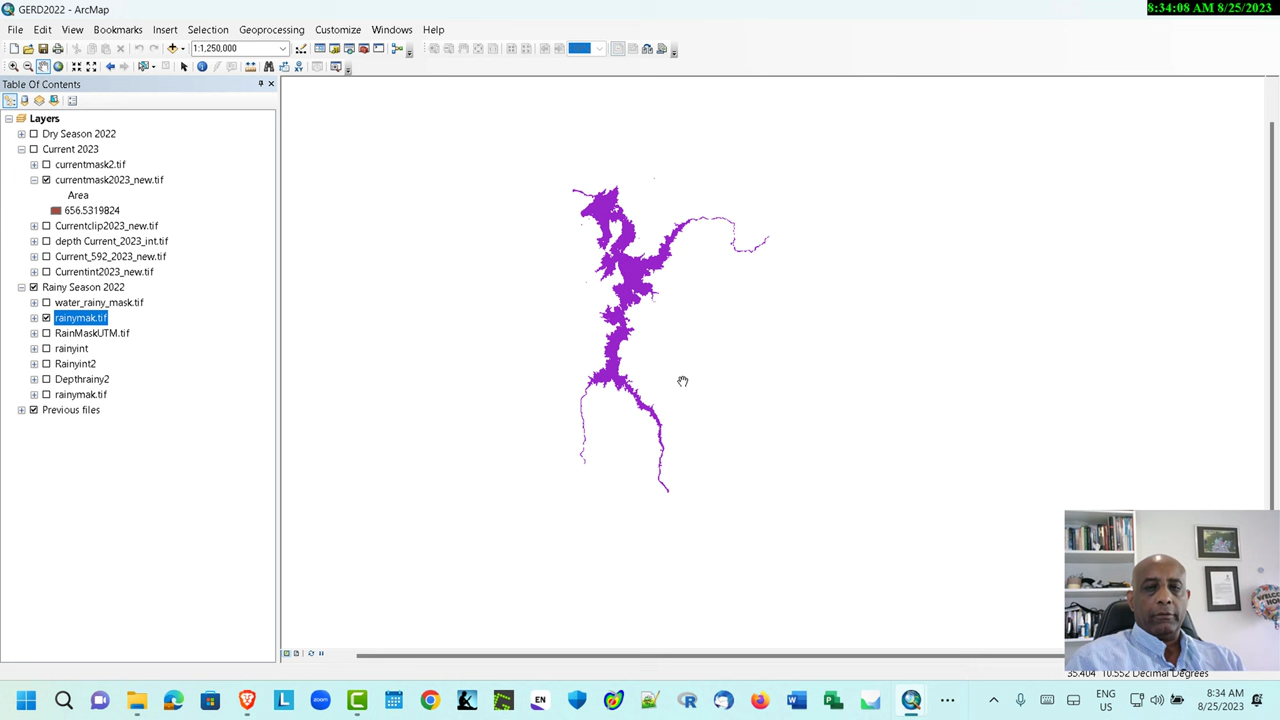 GERD2022 - ArcMap
8:34:08 AM 8/25/2023
File Edit View Bookmarks Insert Selection Geoprocessing Customize Windows Help
1:1,250,000
Table Of Contents
Layers
Dry Season 2022
Current 2023
currentmask2.tif
currentmask2023_new.tif
Area
656.5319824
Currentclip2023_new.tif
depth Current_2023_int.tif
Current_592_2023_new.tif
Currentint2023_new.tif
Rainy Season 2022
water_rainy_mask.tif
rainymak.tif
RainMaskUTM.tif
rainyint
Rainyint2
Depthrainy2
rainymak.tif
Previous files
35.404 10.552 Decimal Degrees
EN
ENG
US
8:34 AM
8/25/2023